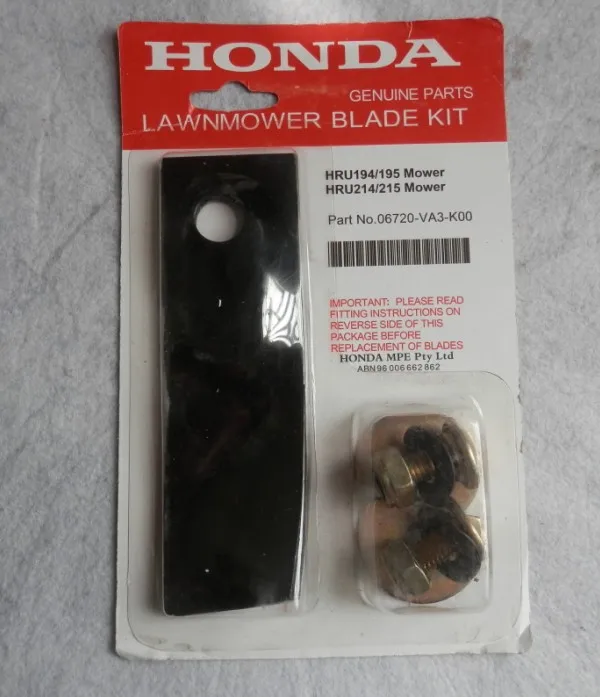 HONDA
GENUINE PARTS
LAWNMOWER BLADE KIT
HRU194/195 Mower
HRU214/215 Mower
Part No.06720-VA3-K00
IMPORTANT: PLEASE READ
FITTING INSTRUCTIONS ON
REVERSE SIDE OF THIS
PACKAGE BEFORE
REPLACEMENT OF BLADES
HONDA MPE Pty Ltd
ABN96 006 662 862